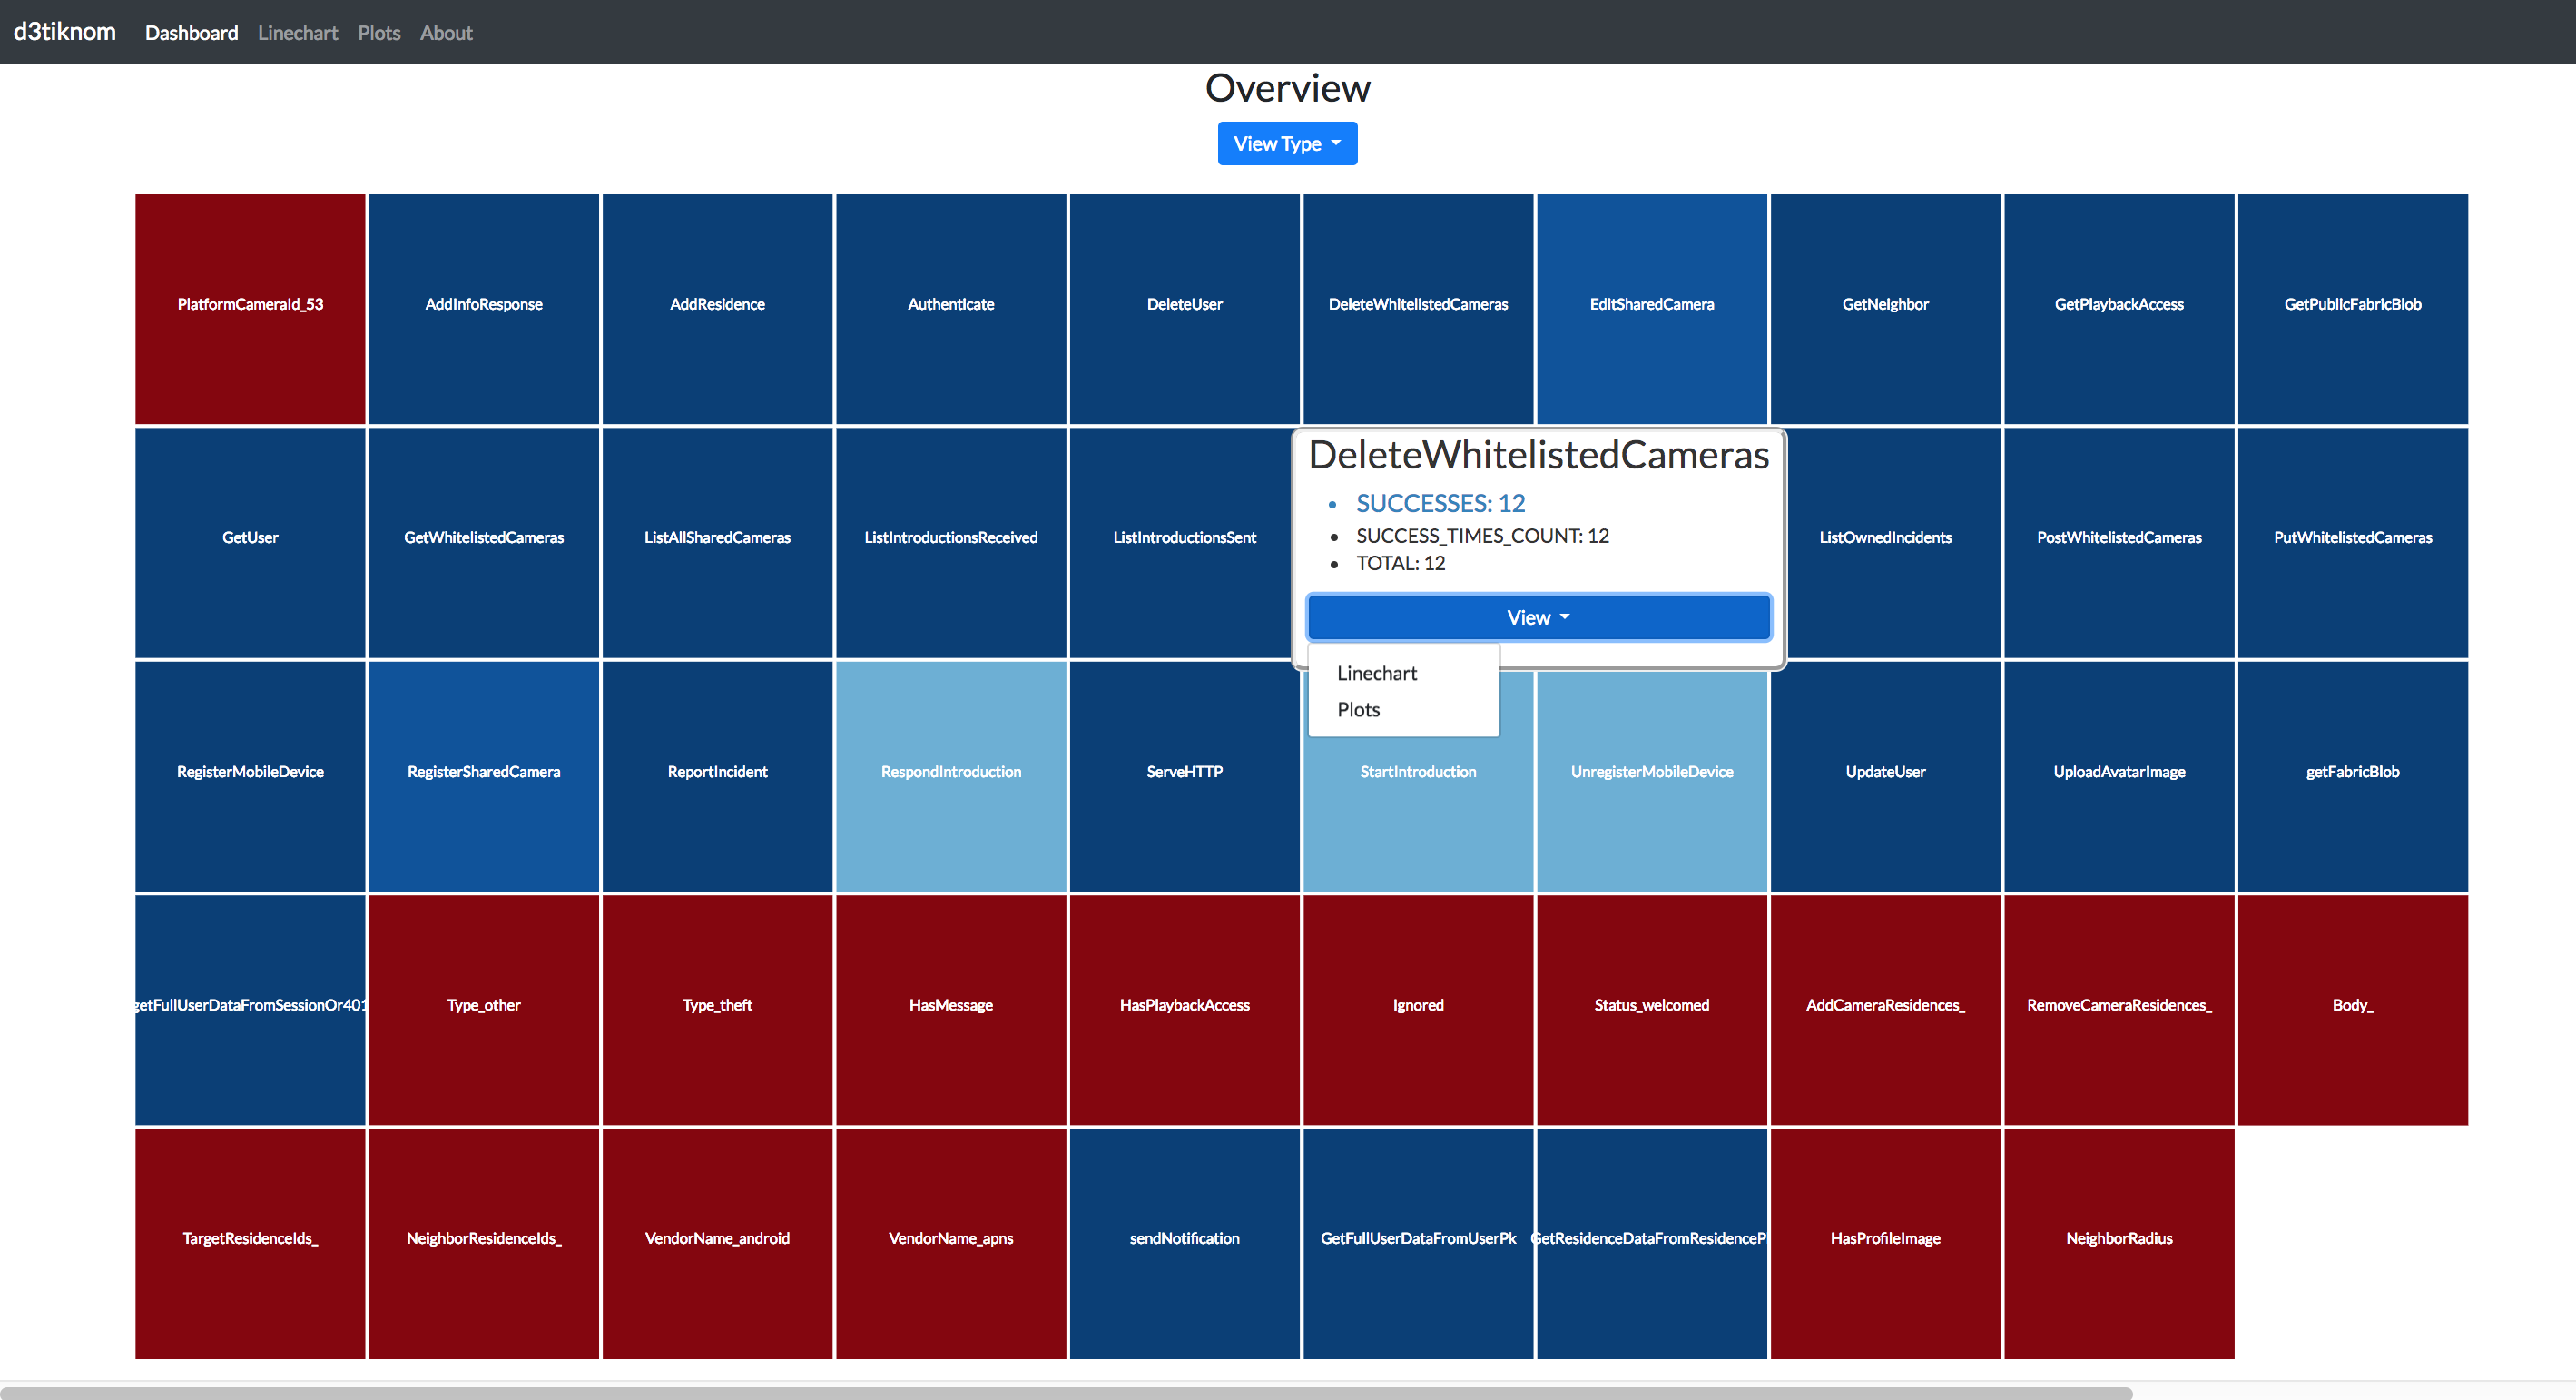 d3tiknom Dashboard Linechart Plots About
Overview
View Type
PlatformCameraId_53 AddInfoResponse AddResidence Authenticate DeleteUser DeleteWhitelistedCameras EditSharedCamera GetNeighbor GetPlaybackAccess GetPublicFabricBlob
GetUser GetWhitelistedCameras ListAllSharedCameras ListIntroductionsReceived ListIntroductionsSent ListOwnedIncidents PostWhitelistedCameras PutWhitelistedCameras
DeleteWhitelistedCameras
SUCCESSES: 12
SUCCESS_TIMES_COUNT: 12
TOTAL: 12
View
Linechart
Plots
RegisterMobileDevice RegisterSharedCamera ReportIncident RespondIntroduction ServeHTTP StartIntroduction UnregisterMobileDevice UpdateUser UploadAvatarImage getFabricBlob
getFullUserDataFromSessionOr401 Type_other Type_theft HasMessage HasPlaybackAccess Ignored Status_welcomed AddCameraResidences_ RemoveCameraResidences_ Body_
TargetResidenceIds_ NeighborResidenceIds_ VendorName_android VendorName_apns sendNotification GetFullUserDataFromUserPk GetResidenceDataFromResidenceP HasProfileImage NeighborRadius